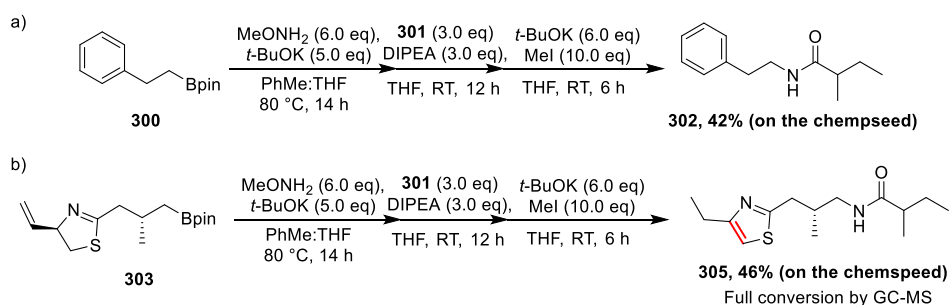 a)
Bpin
300
MeONH2 (6.0 eq),
t-BuOK (5.0 eq)
PhMe:THF
80 °C, 14 h
301 (3.0 eq)
DIPEA (3.0 eq),
THF, RT, 12 h
t-BuOK (6.0 eq)
MeI (10.0 eq)
THF, RT, 6 h
O
N
H
302, 42% (on the chempseed)
b)
N
S
Bpin
303
MeONH2 (6.0 eq),
t-BuOK (5.0 eq)
PhMe:THF
80 °C, 14 h
301 (3.0 eq)
DIPEA (3.0 eq),
THF, RT, 12 h
t-BuOK (6.0 eq)
MeI (10.0 eq)
THF, RT, 6 h
N
S
H
N
O
305, 46% (on the chemspeed)
Full conversion by GC-MS